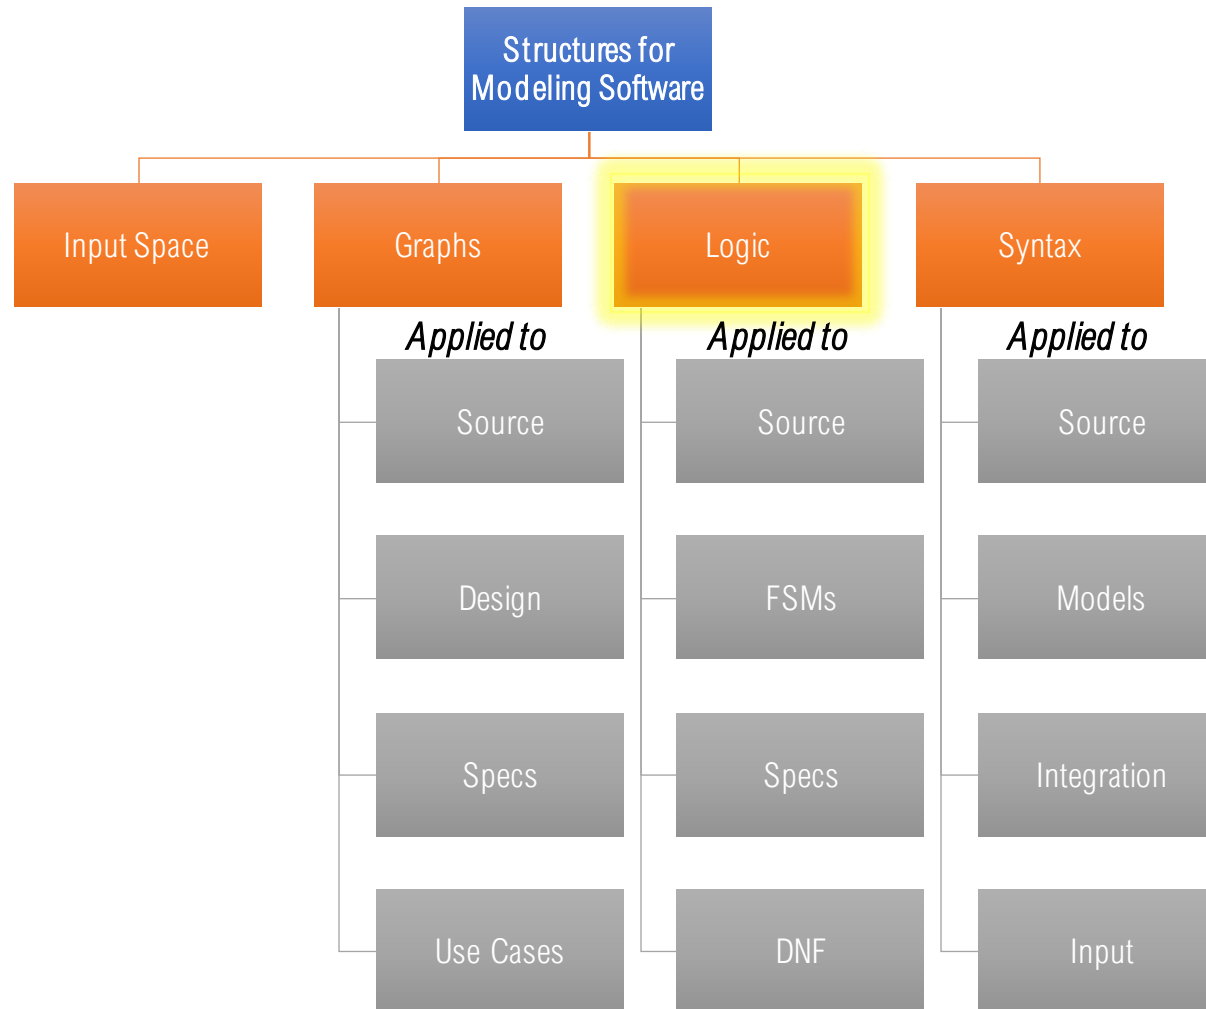 Structures for
Modeling Software
Input Space
Graphs
Logic
Syntax
Applied to
Applied to
Applied to
Source
Source
Source
Design
FSMs
Models
Specs
Specs
Integration
Use Cases
DNF
Input